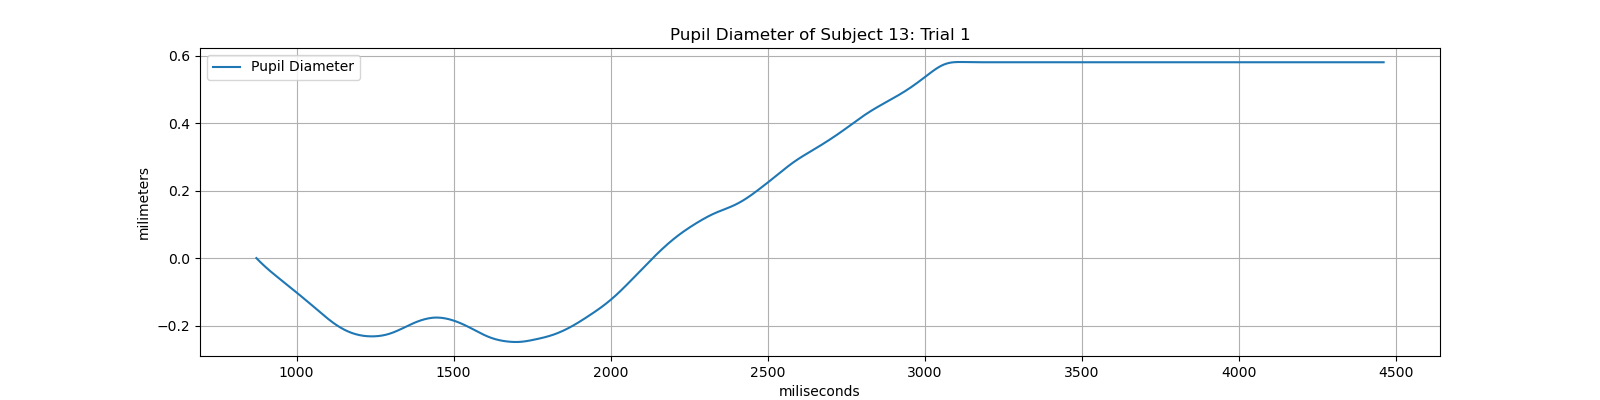 Pupil Diameter of Subject 13: Trial 1
Pupil Diameter
0.6
0.4
0.2
0.0
−0.2
milimeters
1000 1500 2000 2500 3000 3500 4000 4500
miliseconds